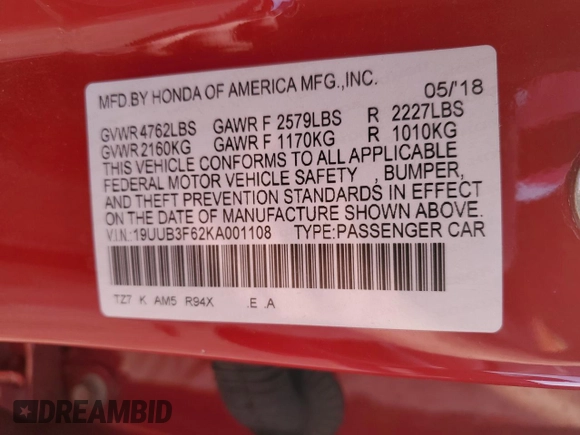 MFD.BY HONDA OF AMERICA MFG.,INC. 05/'18
GVWR 4762LBS GAWR F 2579LBS R 2227LBS
GVWR 2160KG GAWR F 1170KG R 1010KG
THIS VEHICLE CONFORMS TO ALL APPLICABLE
FEDERAL MOTOR VEHICLE SAFETY , BUMPER,
AND THEFT PREVENTION STANDARDS IN EFFECT
ON THE DATE OF MANUFACTURE SHOWN ABOVE.
V.I.N.:19UUB3F62KA001108 TYPE:PASSENGER CAR
TZ7 K AM5 R94X .E .A
DREAMBID